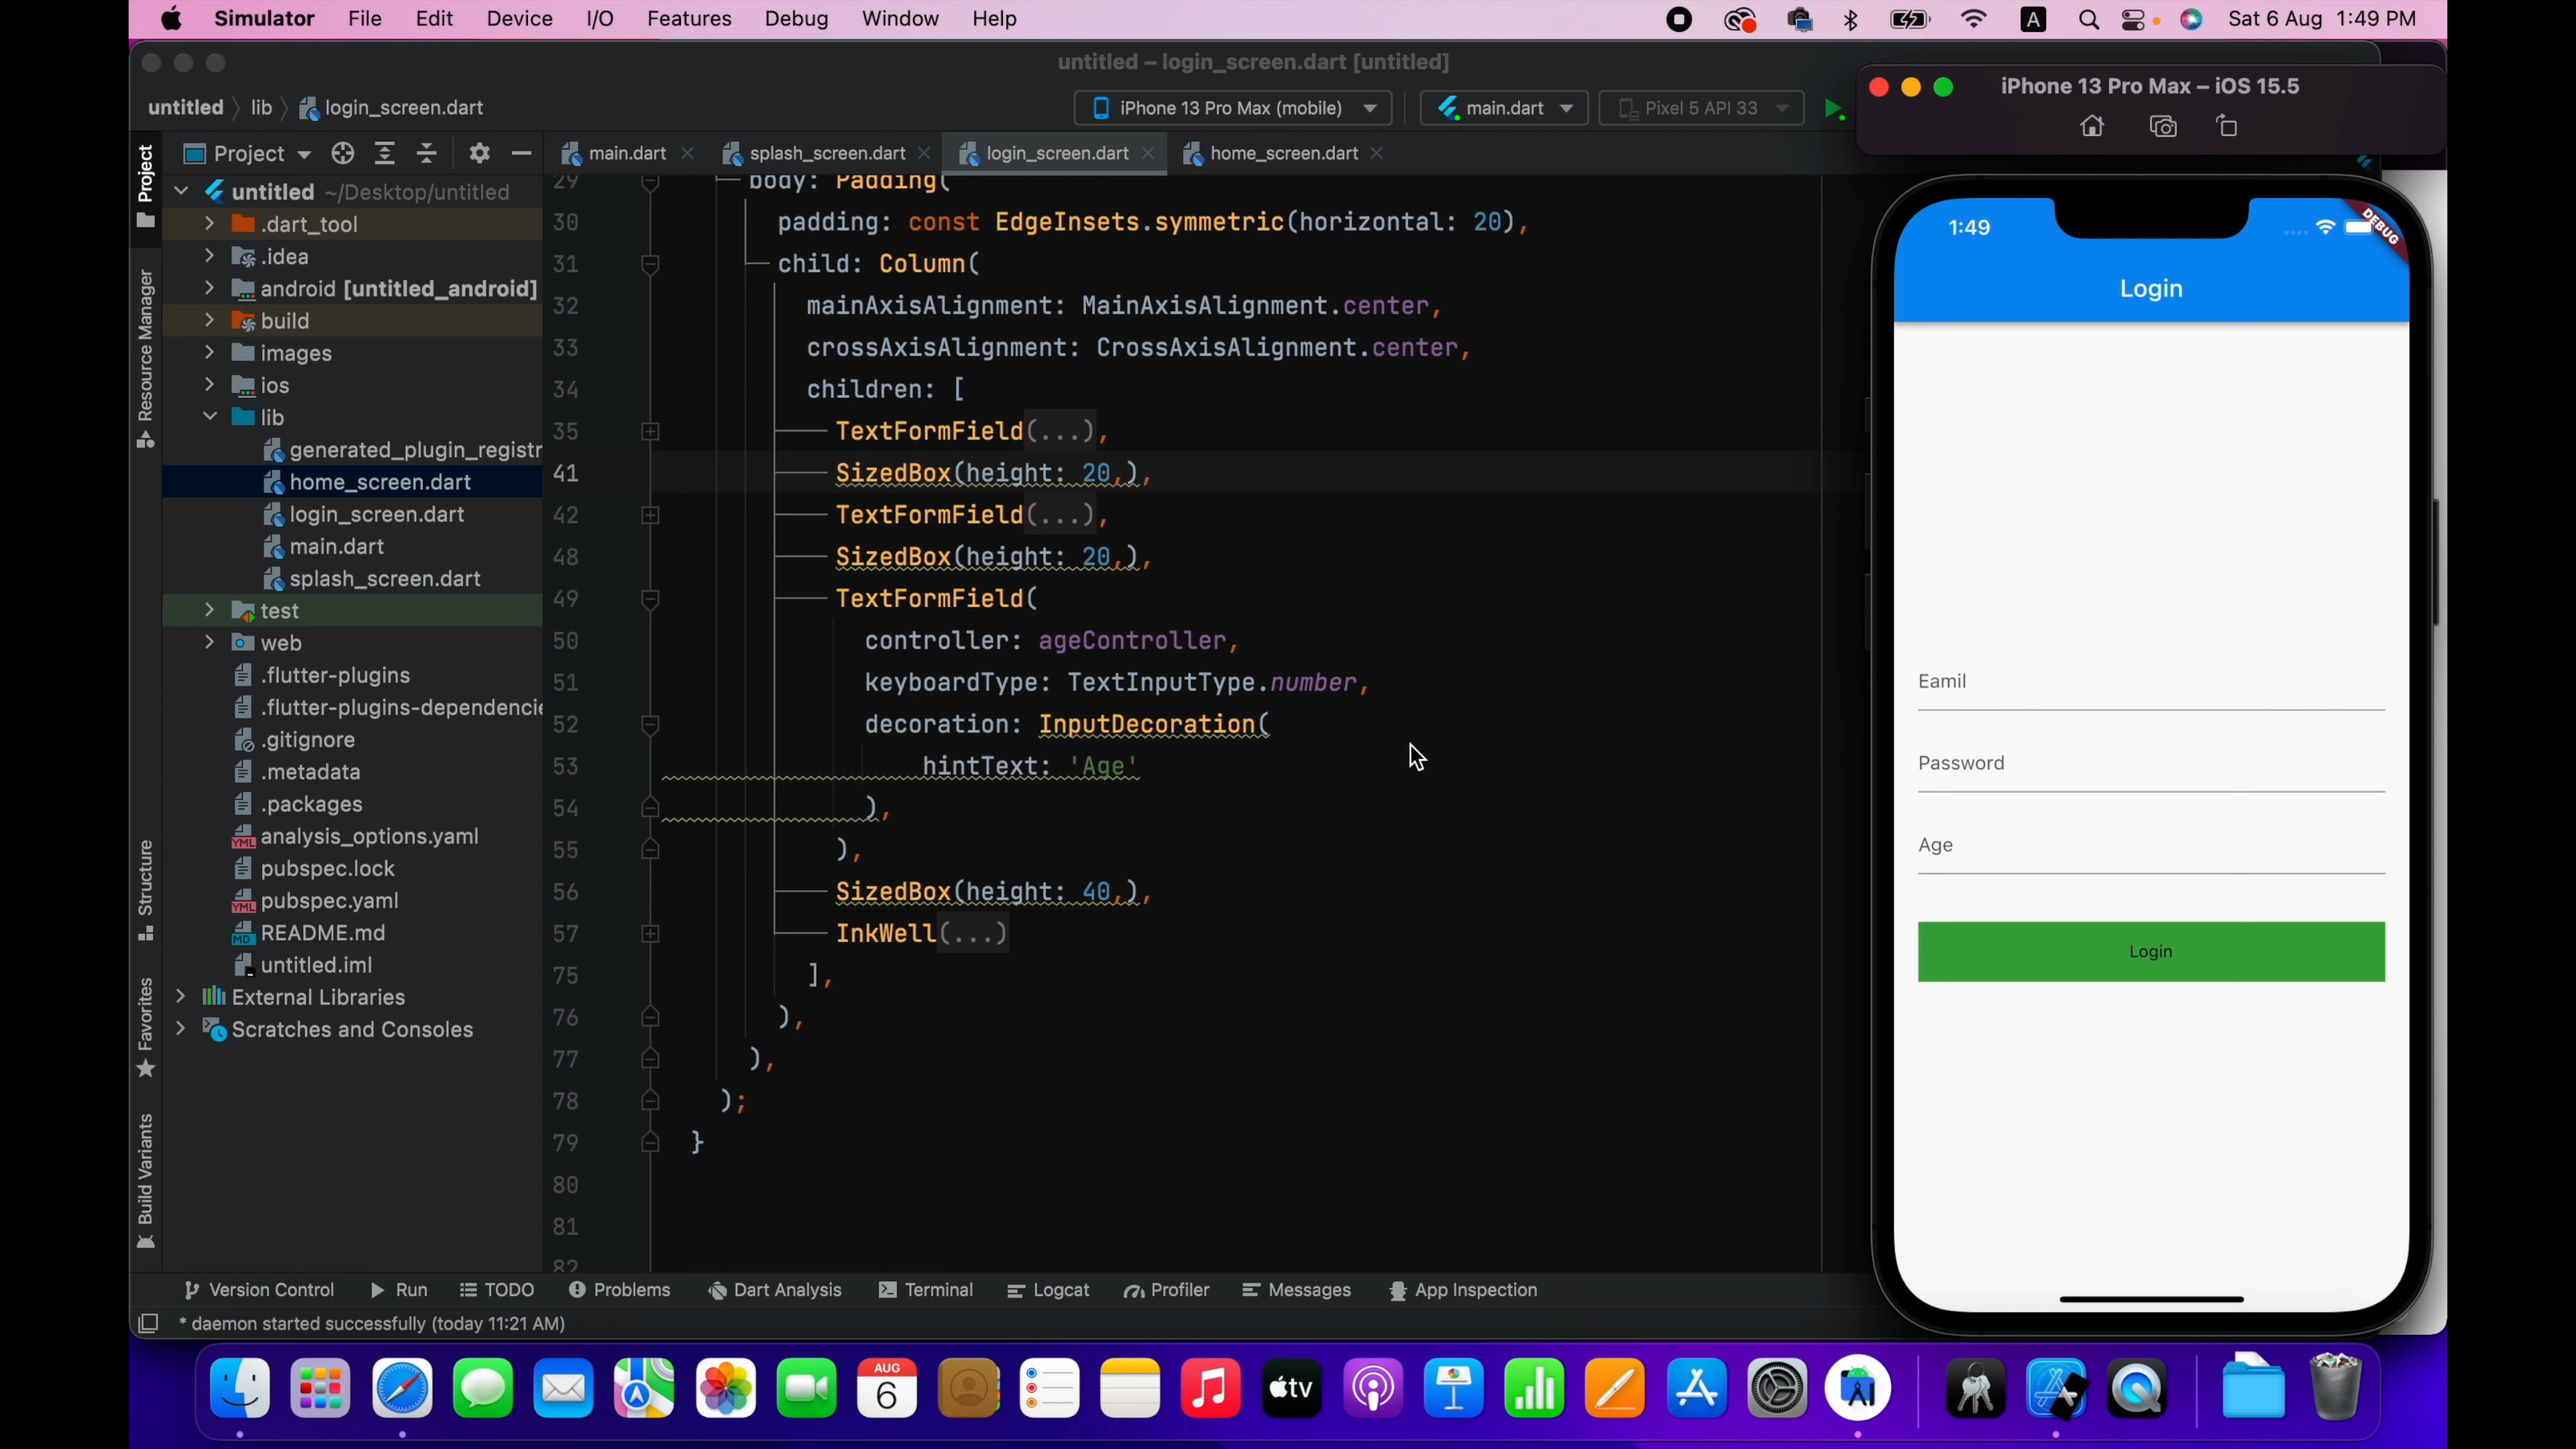 Simulator File Edit Device I/O Features Debug Window Help A Sat 6 Aug 1:49 PM
untitled – login_screen.dart [untitled]
untitled lib login_screen.dart iPhone 13 Pro Max (mobile) main.dart Pixel 5 API 33
iPhone 13 Pro Max – iOS 15.5
Project main.dart splash_screen.dart login_screen.dart home_screen.dart
Project
Resource Manager
Structure
Favorites
Build Variants
untitled ~/Desktop/untitled
.dart_tool
.idea
android [untitled_android]
build
images
ios
lib
generated_plugin_registr
home_screen.dart
login_screen.dart
main.dart
splash_screen.dart
test
web
.flutter-plugins
.flutter-plugins-dependencie
.gitignore
.metadata
.packages
analysis_options.yaml
pubspec.lock
pubspec.yaml
README.md
untitled.iml
External Libraries
Scratches and Consoles
29 body: Padding(
30 padding: const EdgeInsets.symmetric(horizontal: 20),
31 child: Column(
32 mainAxisAlignment: MainAxisAlignment.center,
33 crossAxisAlignment: CrossAxisAlignment.center,
34 children: [
35 TextFormField(...),
41 SizedBox(height: 20,),
42 TextFormField(...),
48 SizedBox(height: 20,),
49 TextFormField(
50 controller: ageController,
51 keyboardType: TextInputType.number,
52 decoration: InputDecoration(
53 hintText: 'Age'
54 ),
55 ),
56 SizedBox(height: 40,),
57 InkWell(...)
75 ],
76 ),
77 ),
78 );
79 }
80
81
82
1:49
DEBUG
Login
Eamil
Password
Age
Login
Version Control Run TODO Problems Dart Analysis Terminal Logcat Profiler Messages App Inspection
* daemon started successfully (today 11:21 AM)
AUG
6
tv